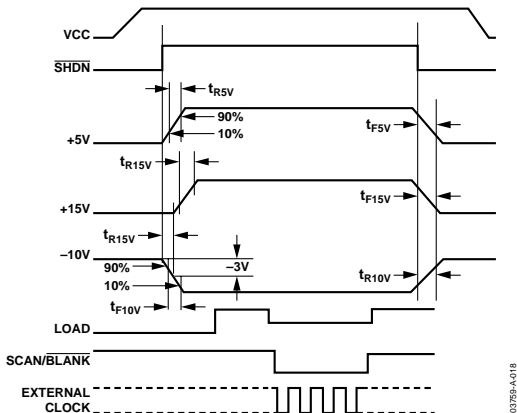 VCC
SHDN
tR5V
90%
10%
+5V
tF5V
tR15V
tF15V
+15V
tR15V
–10V
90%
–3V
tR10V
10%
tF10V
LOAD
SCAN/BLANK
EXTERNAL
CLOCK
03759-A-018